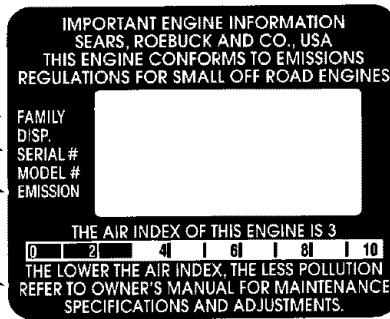 IMPORTANT ENGINE INFORMATION
SEARS, ROEBUCK AND CO., USA
THIS ENGINE CONFORMS TO EMISSIONS
REGULATIONS FOR SMALL OFF ROAD ENGINES
FAMILY
DISP.
SERIAL #
MODEL #
EMISSION
THE AIR INDEX OF THIS ENGINE IS 3
0 2 4 6 8 10
THE LOWER THE AIR INDEX, THE LESS POLLUTION
REFER TO OWNER'S MANUAL FOR MAINTENANCE
SPECIFICATIONS AND ADJUSTMENTS.